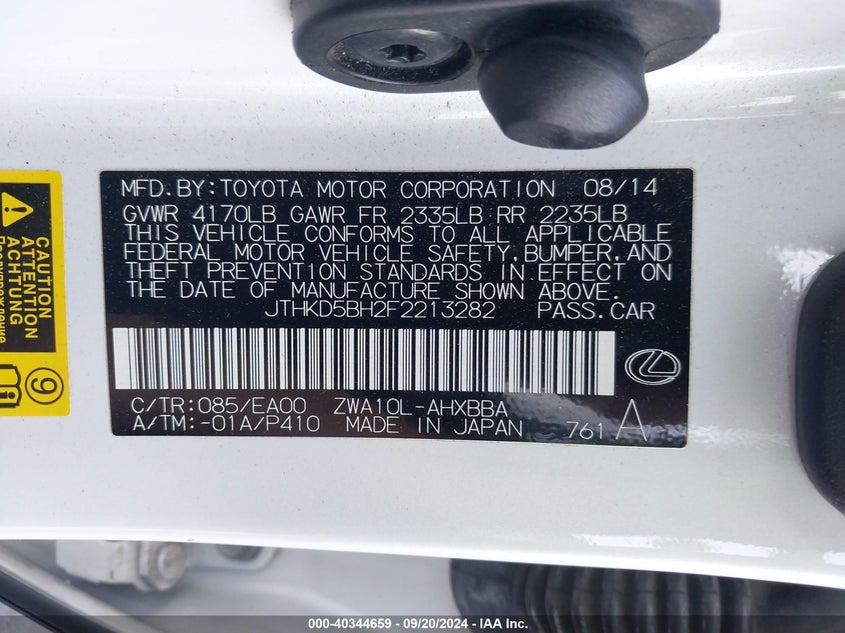 MFD.BY:TOYOTA MOTOR CORPORATION 08/14
GVWR 4170LB GAWR FR 2335LB RR 2235LB
THIS VEHICLE CONFORMS TO ALL APPLICABLE
FEDERAL MOTOR VEHICLE SAFETY,BUMPER,AND
THEFT PREVENTION STANDARDS IN EFFECT ON
THE DATE OF MANUFACTURE SHOWN ABOVE.
JTHKD5BH2F2213282 PASS.CAR
C/TR:085/EA00 ZWA10L-AHXBBA
A/TM:-01A/P410 MADE IN JAPAN 761 A
CAUTION
ATTENTION
ACHTUNG
Предупреждение
9
000-40344659 - 09/20/2024 - IAA Inc.